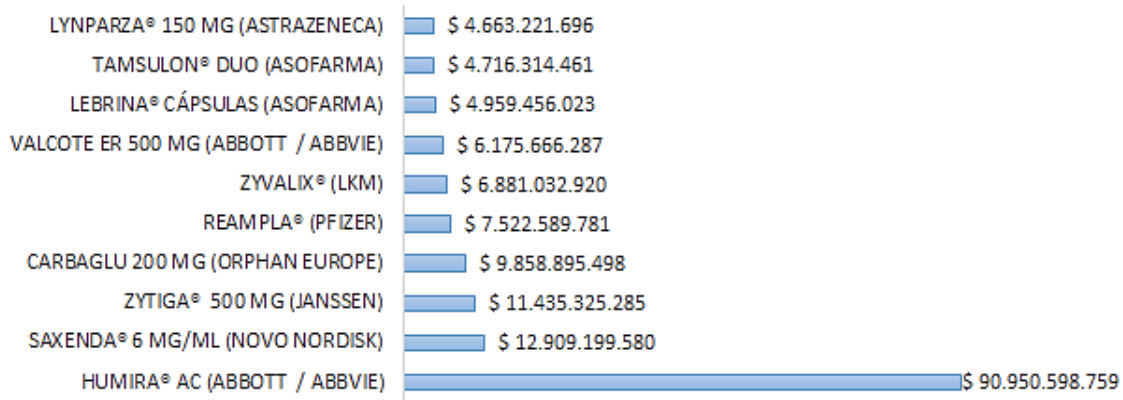 LYNPARZA® 150 MG (ASTRAZENECA) $ 4.663.221.696
TAMSULON® DUO (ASOFARMA) $ 4.716.314.461
LEBRINA® CÁPSULAS (ASOFARMA) $ 4.959.456.023
VALCOTE ER 500 MG (ABBOTT / ABBVIE) $ 6.175.666.287
ZYVALIX® (LKM) $ 6.881.032.920
REAMPLA® (PFIZER) $ 7.522.589.781
CARBAGLU 200 MG (ORPHAN EUROPE) $ 9.858.895.498
ZYTIGA® 500 MG (JANSSEN) $ 11.435.325.285
SAXENDA® 6 MG/ML (NOVO NORDISK) $ 12.909.199.580
HUMIRA® AC (ABBOTT / ABBVIE) $ 90.950.598.759